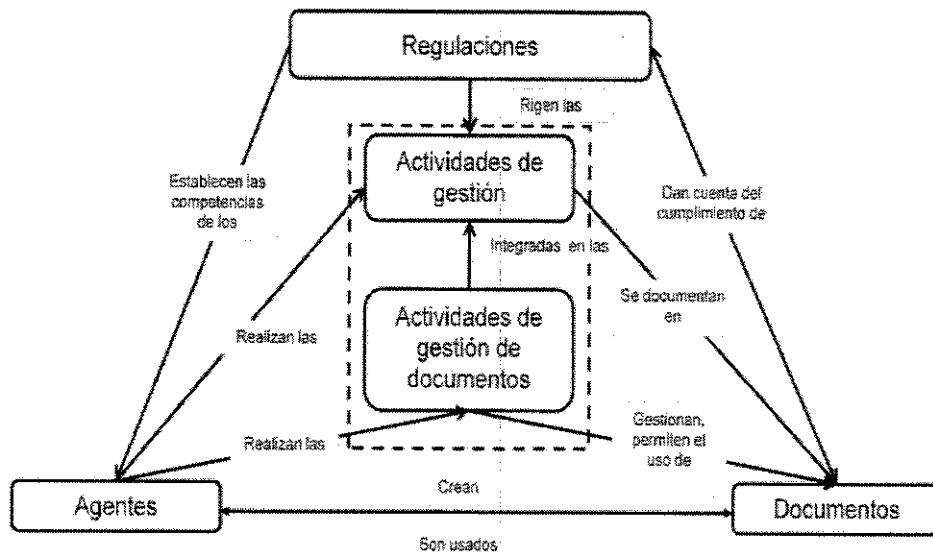 Regulaciones
Rigen las
Actividades de
gestión
Establecen las
competencias
de los
Dan cuenta del
cumplimiento de
Integradas en las
Se documentan
en
Actividades de
gestión de
documentos
Realizan las
Realizan las
Gestionan,
permiten el
uso de
Agentes
Crean
Documentos
Son usados